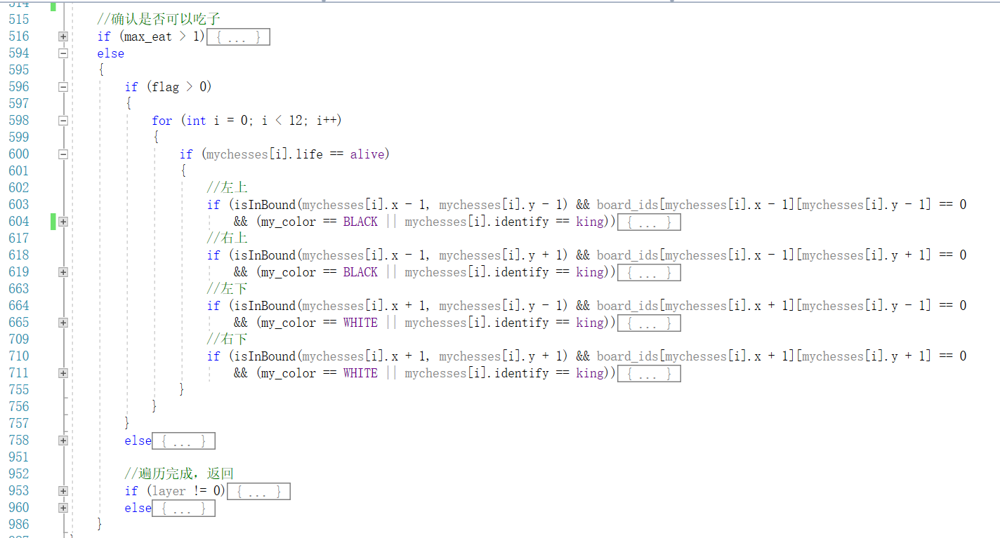 515 //确认是否可以吃子
516 if (max_eat > 1){ ... }
594 else
595 {
596 if (flag > 0)
597 {
598 for (int i = 0; i < 12; i++)
599 {
600 if (mychesses[i].life == alive)
601 {
602 //左上
603 if (isInBound(mychesses[i].x - 1, mychesses[i].y - 1) && board_ids[mychesses[i].x - 1][mychesses[i].y - 1] == 0
604 && (my_color == BLACK || mychesses[i].identify == king)){ ... }
617 //右上
618 if (isInBound(mychesses[i].x - 1, mychesses[i].y + 1) && board_ids[mychesses[i].x - 1][mychesses[i].y + 1] == 0
619 && (my_color == BLACK || mychesses[i].identify == king)){ ... }
663 //左下
664 if (isInBound(mychesses[i].x + 1, mychesses[i].y - 1) && board_ids[mychesses[i].x + 1][mychesses[i].y - 1] == 0
665 && (my_color == WHITE || mychesses[i].identify == king)){ ... }
709 //右下
710 if (isInBound(mychesses[i].x + 1, mychesses[i].y + 1) && board_ids[mychesses[i].x + 1][mychesses[i].y + 1] == 0
711 && (my_color == WHITE || mychesses[i].identify == king)){ ... }
755 }
756 }
757 }
758 else{ ... }
951
952 //遍历完成，返回
953 if (layer != 0){ ... }
960 else{ ... }
986 }